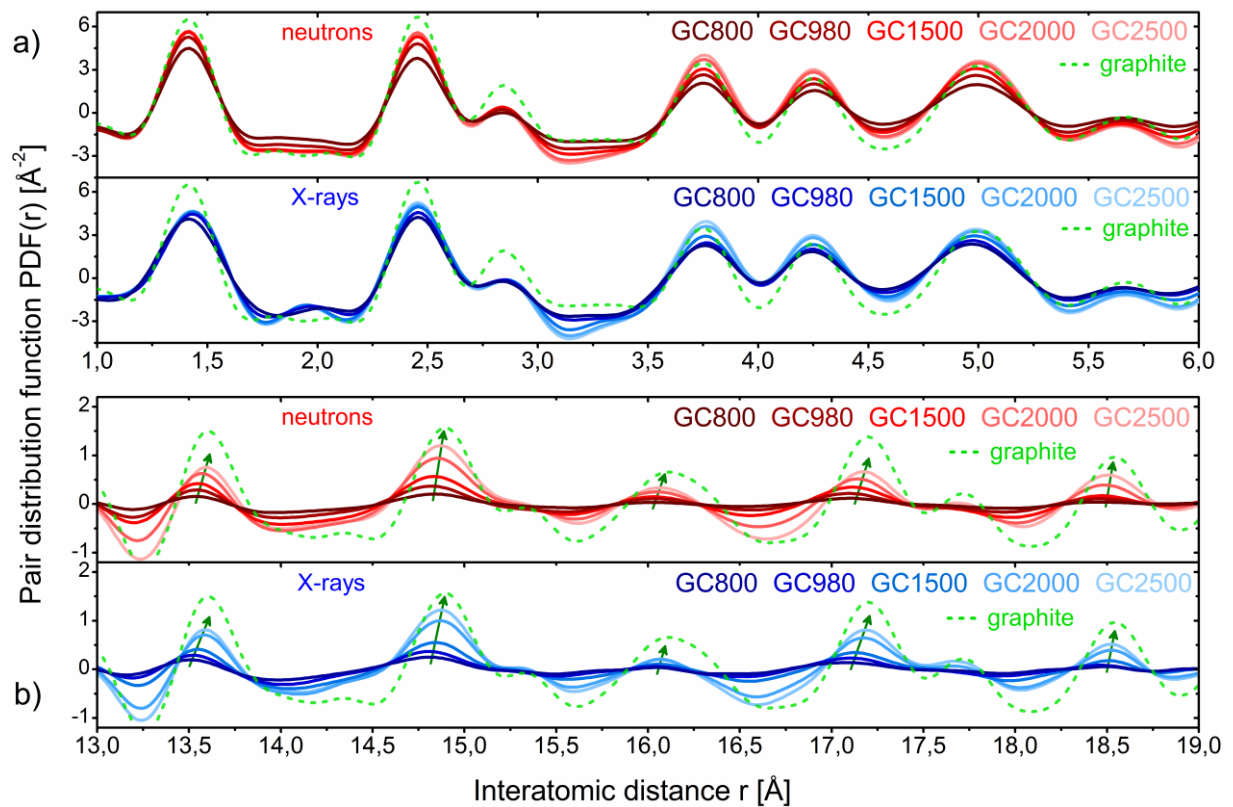 a)
neutrons GC800 GC980 GC1500 GC2000 GC2500
graphite
6
3
0
-3
X-rays GC800 GC980 GC1500 GC2000 GC2500
graphite
6
3
0
-3
1,0 1,5 2,0 2,5 3,0 3,5 4,0 4,5 5,0 5,5 6,0
Pair distribution function PDF(r) [Å⁻²]
neutrons GC800 GC980 GC1500 GC2000 GC2500
graphite
2
1
0
-1
b)
X-rays GC800 GC980 GC1500 GC2000 GC2500
graphite
2
1
0
-1
13,0 13,5 14,0 14,5 15,0 15,5 16,0 16,5 17,0 17,5 18,0 18,5 19,0
Interatomic distance r [Å]